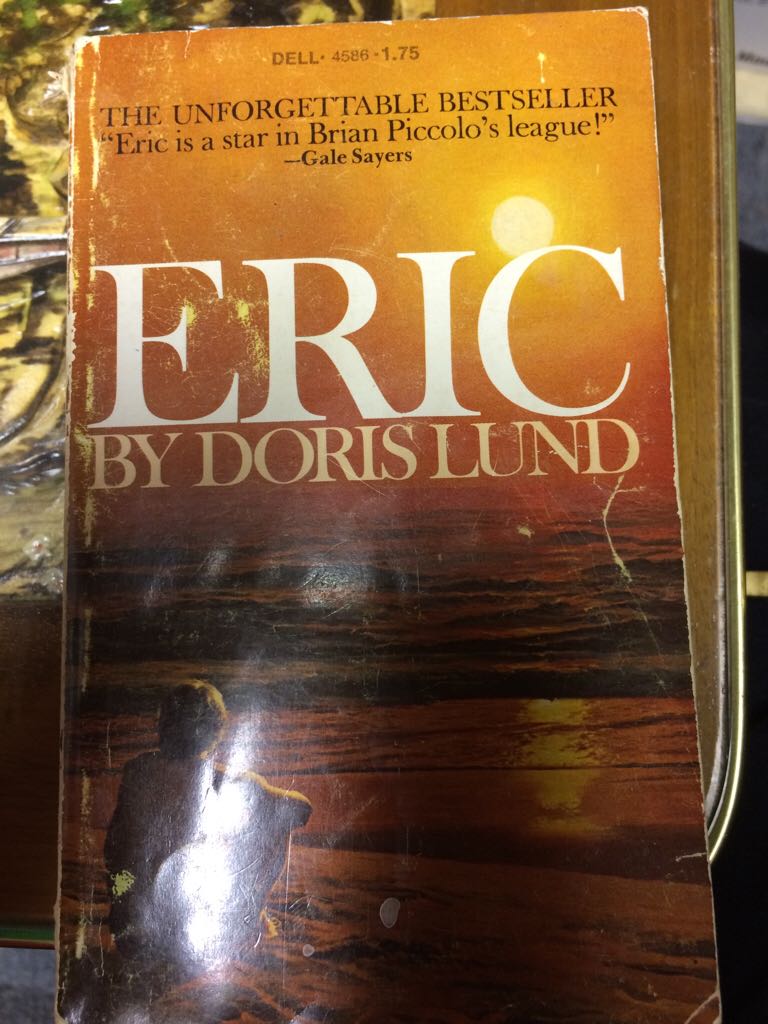 DELL• 4586 •1.75
THE UNFORGETTABLE BESTSELLER
“Eric is a star in Brian Piccolo’s league!”
—Gale Sayers
ERIC
BY DORIS LUND